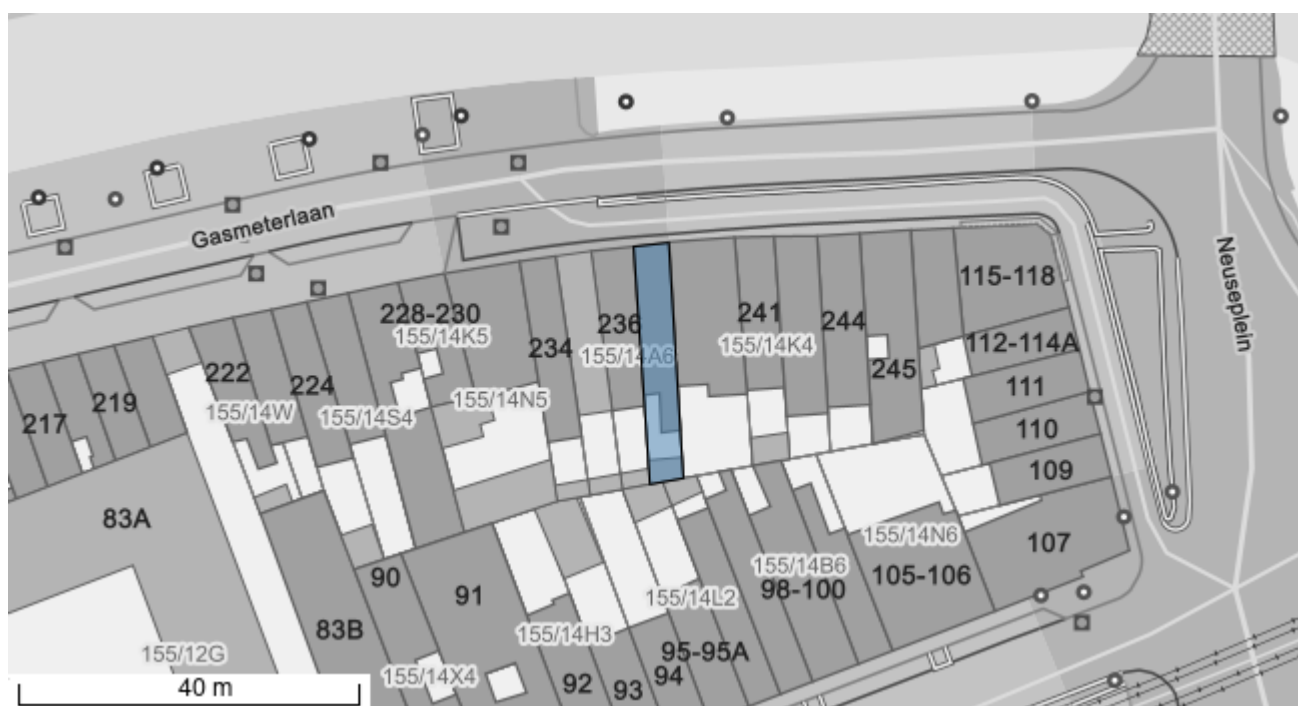 Gasmeterlaan
Neuseplein
115-118
228-230
155/14K5
236
241
244
234
155/14A6
155/14K4
112-114A
222
224
245
111
217
219
155/14W
155/14S4
155/14N5
110
109
83A
155/14N6
107
90
91
155/14B6
98-100
105-106
83B
155/14L2
155/14H3
155/12G
95-95A
155/14X4
92
93
94
40 m